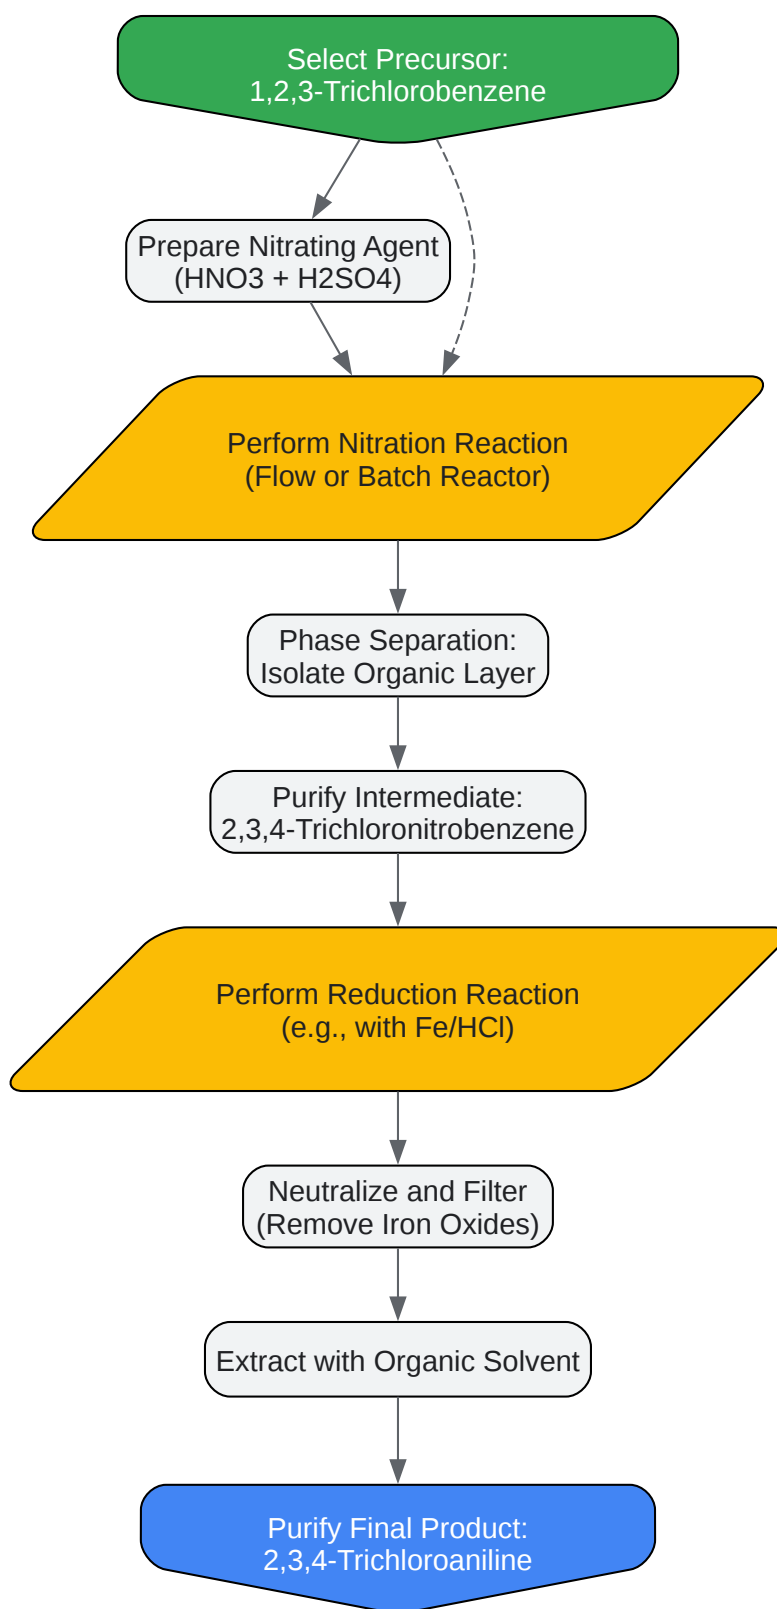 Select Precursor:
1,2,3-Trichlorobenzene
Prepare Nitrating Agent
(HNO3 + H2SO4)
Perform Nitration Reaction
(Flow or Batch Reactor)
Phase Separation:
Isolate Organic Layer
Purify Intermediate:
2,3,4-Trichloronitrobenzene
Perform Reduction Reaction
(e.g., with Fe/HCl)
Neutralize and Filter
(Remove Iron Oxides)
Extract with Organic Solvent
Purify Final Product:
2,3,4-Trichloroaniline